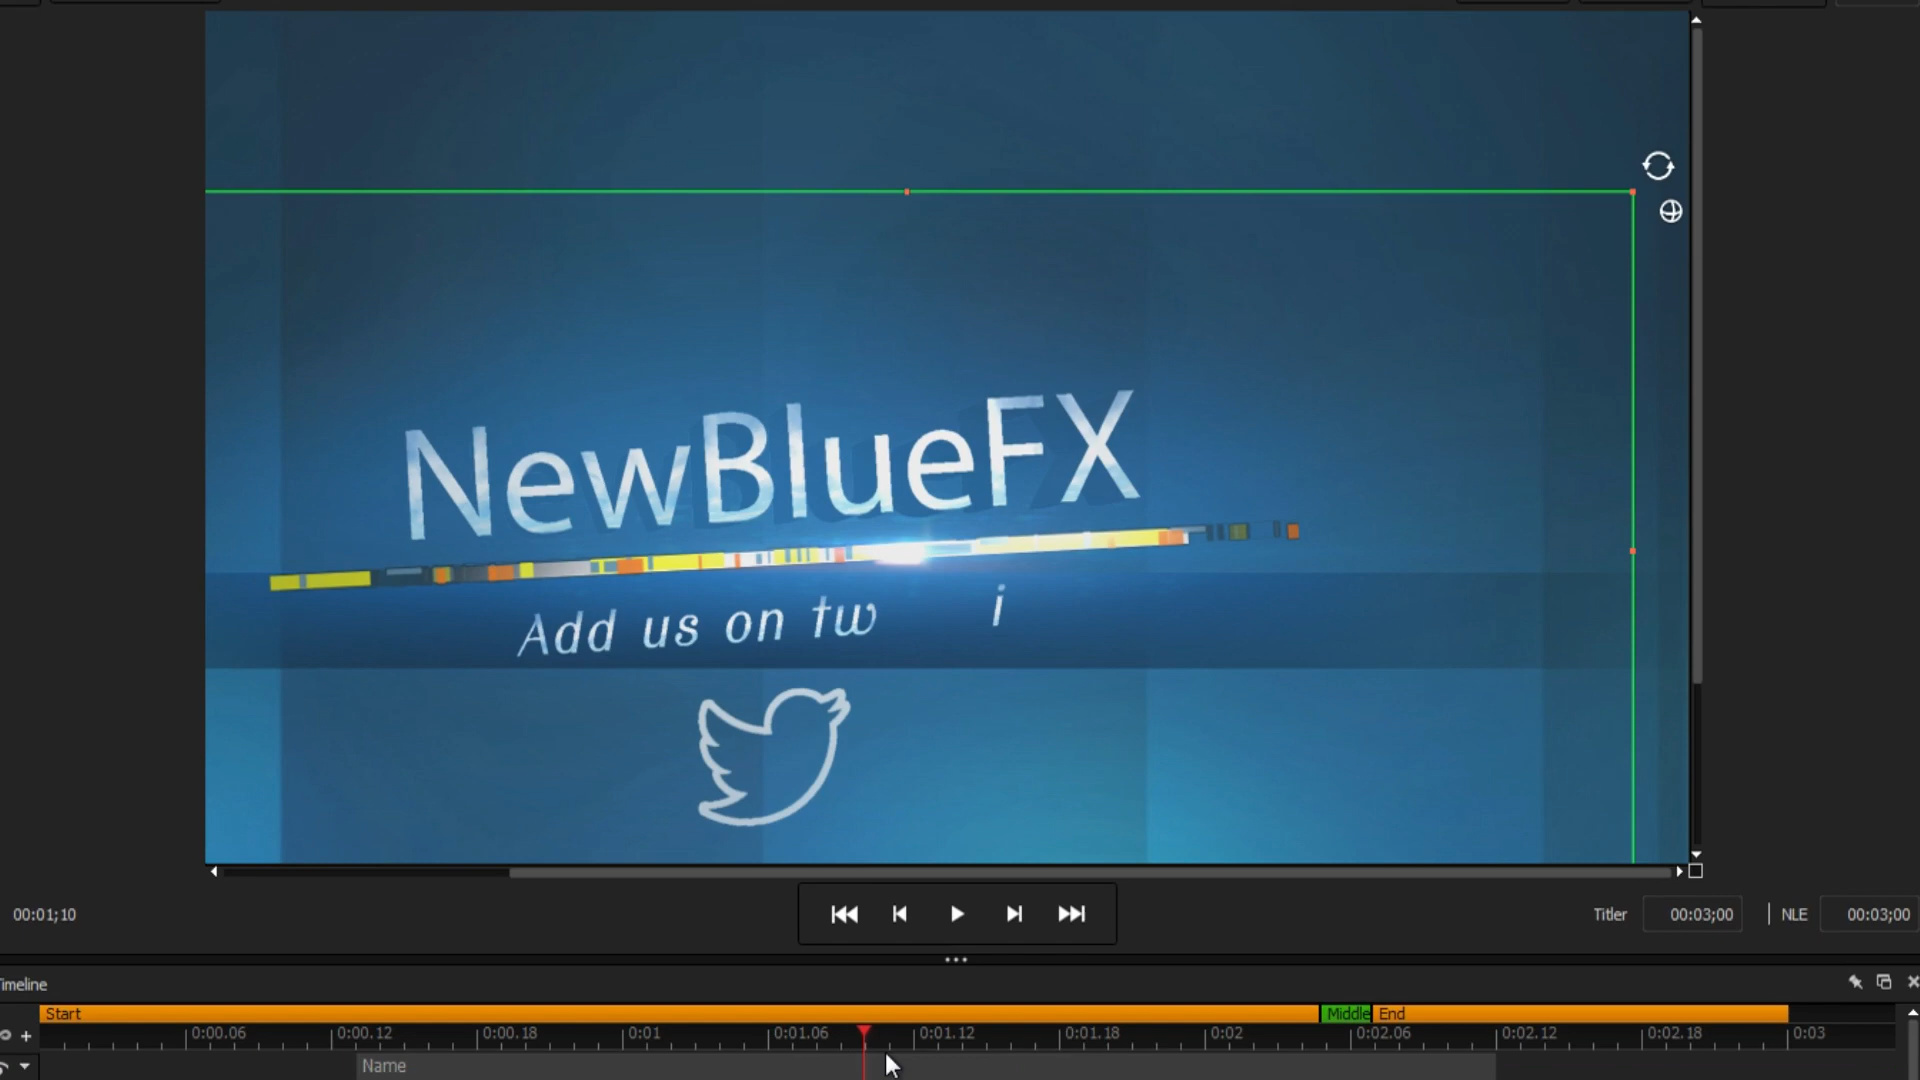 NewBlueFX
Add us on tw i
00:01;10
Titler 00:03;00 NLE 00:03;00
Timeline
Start Middle End
0:00.06 0:00.12 0:00.18 0:01 0:01.06 0:01.12 0:01.18 0:02 0:02.06 0:02.12 0:02.18 0:03
Name